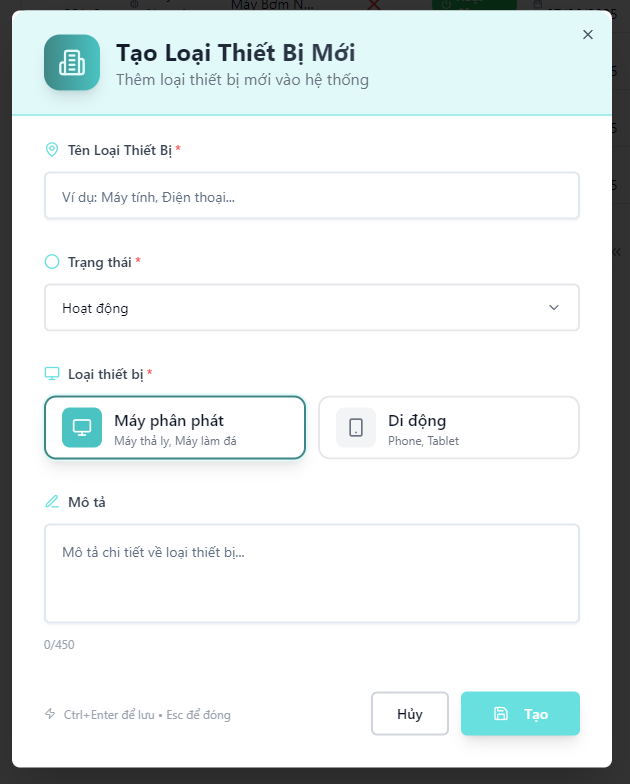 Máy Bơm N...
Tạo Loại Thiết Bị Mới
Thêm loại thiết bị mới vào hệ thống
Tên Loại Thiết Bị *
Ví dụ: Máy tính, Điện thoại...
Trạng thái *
Hoạt động
Loại thiết bị *
Máy phân phát
Máy thả ly, Máy làm đá
Di động
Phone, Tablet
Mô tả
Mô tả chi tiết về loại thiết bị...
0/450
Ctrl+Enter để lưu • Esc để đóng
Hủy
Tạo